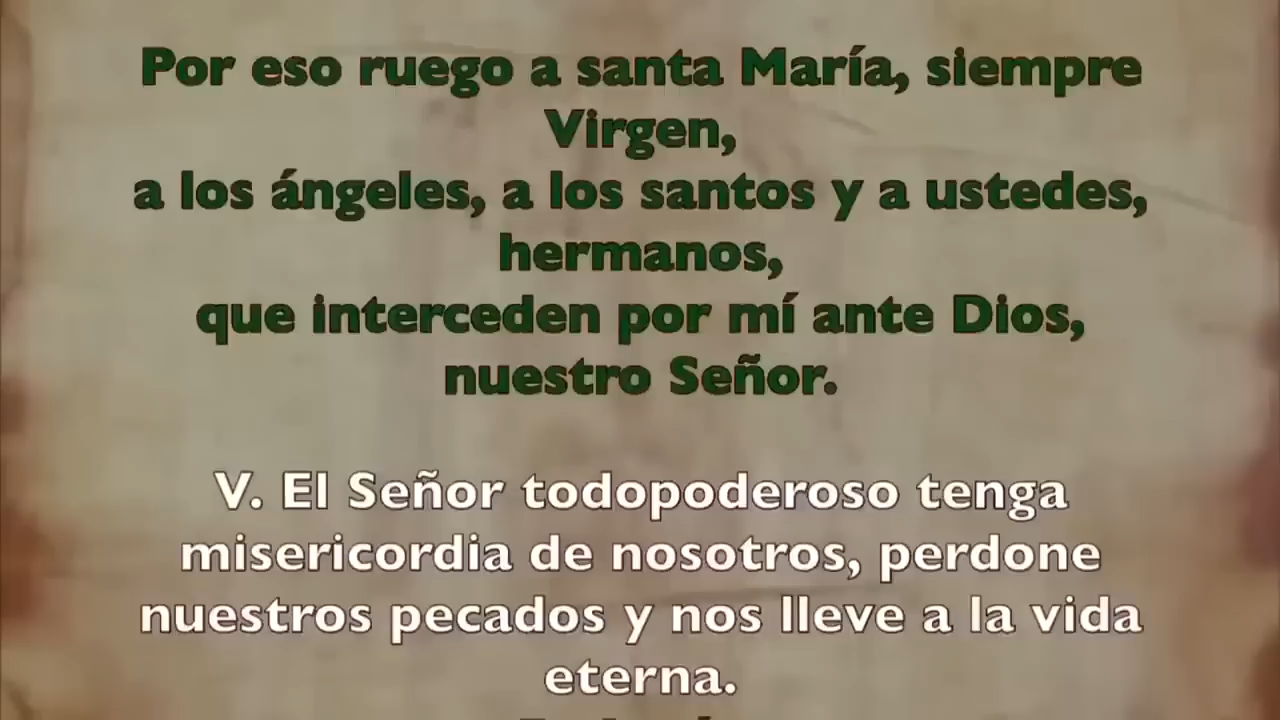 Por eso ruego a santa María, siempre
Virgen,
a los ángeles, a los santos y a ustedes,
hermanos,
que interceden por mí ante Dios,
nuestro Señor.
V. El Señor todopoderoso tenga
misericordia de nosotros, perdone
nuestros pecados y nos lleve a la vida
eterna.